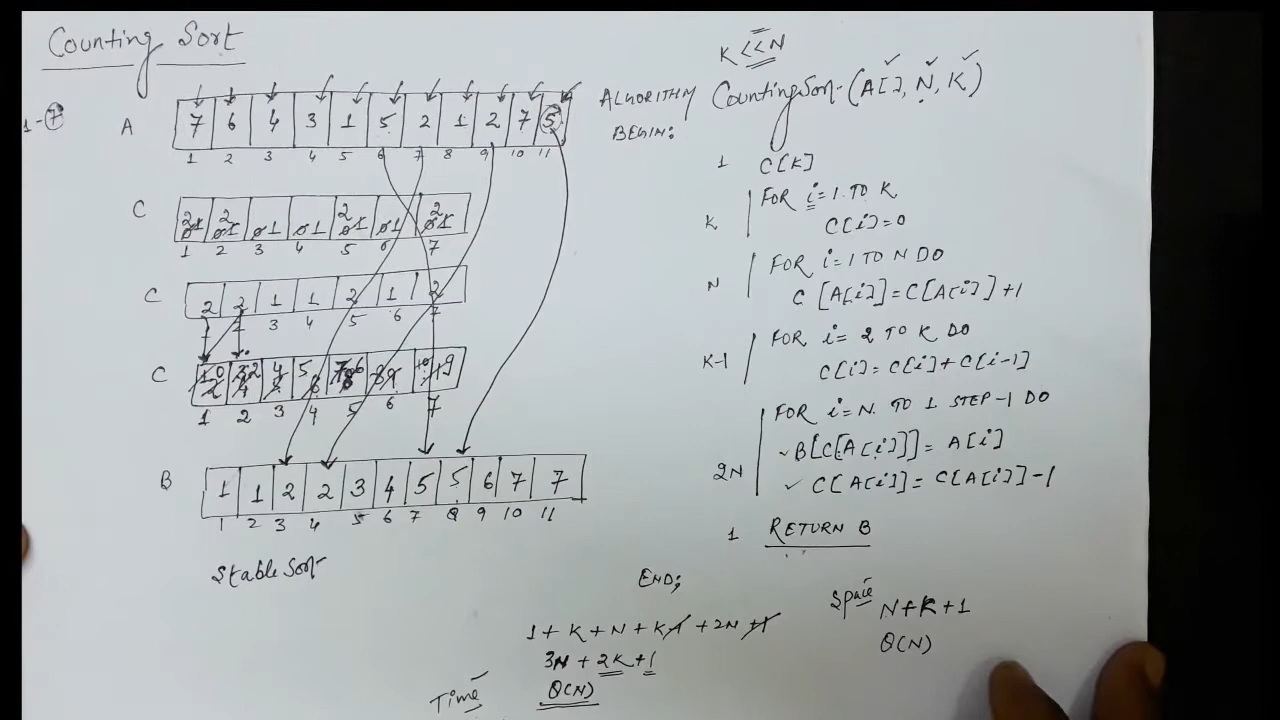 Counting Sort
1-7
A 7 6 4 3 1 5 2 1 2 7 5
1 2 3 4 5 6 7 8 9 10 11
C
1 2 3 4 5 6 7
C 2 2 1 1 2 1 2
3 4 5 6 7
C
1 2 3 4 5 6 7
B 1 1 2 2 3 4 5 5 6 7 7
1 2 3 4 5 6 7 8 9 10 11
Stable Sort
K << N
ALGORITHM CountingSort (A[], N, K)
BEGIN:
1 C[K]
FOR i=1 TO K
K C[i]=0
FOR i=1 TO N DO
N C[A[i]]=C[A[i]]+1
FOR i= 2 TO K DO
K-1 C[i]=C[i]+C[i-1]
FOR i=N TO 1 STEP-1 DO
B[C[A[i]]]= A[i]
2N C[A[i]]= C[A[i]]-1
1 RETURN B
END;
1+ K+N+K-1 +2N +1
3N + 2K+1
Time θ(N)
Space N+K+1
θ(N)